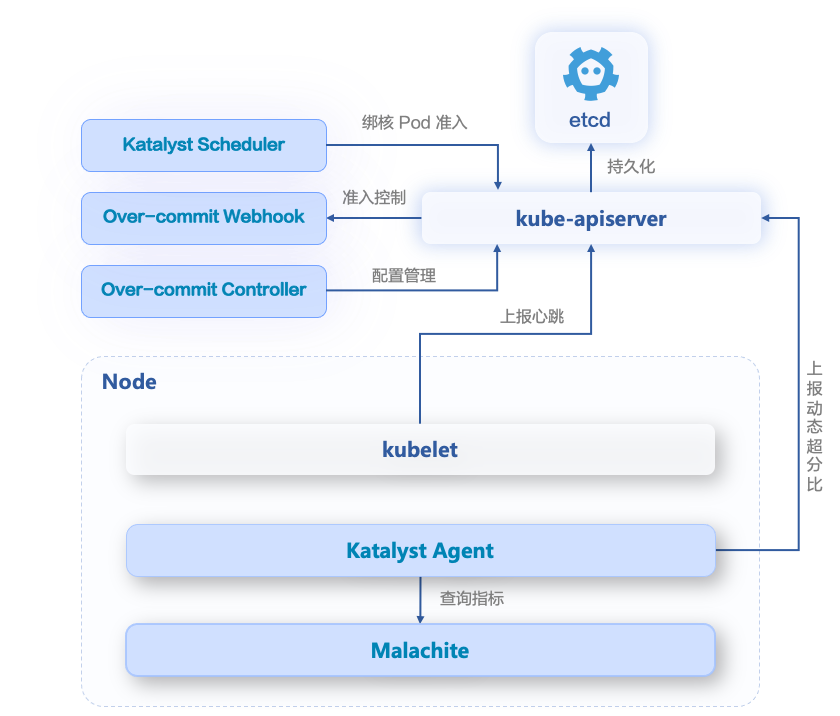 etcd
绑核 Pod 准入
Katalyst Scheduler
持久化
准入控制
Over-commit Webhook
kube-apiserver
配置管理
Over-commit Controller
上报心跳
上报动态超分比
Node
kubelet
Katalyst Agent
查询指标
Malachite